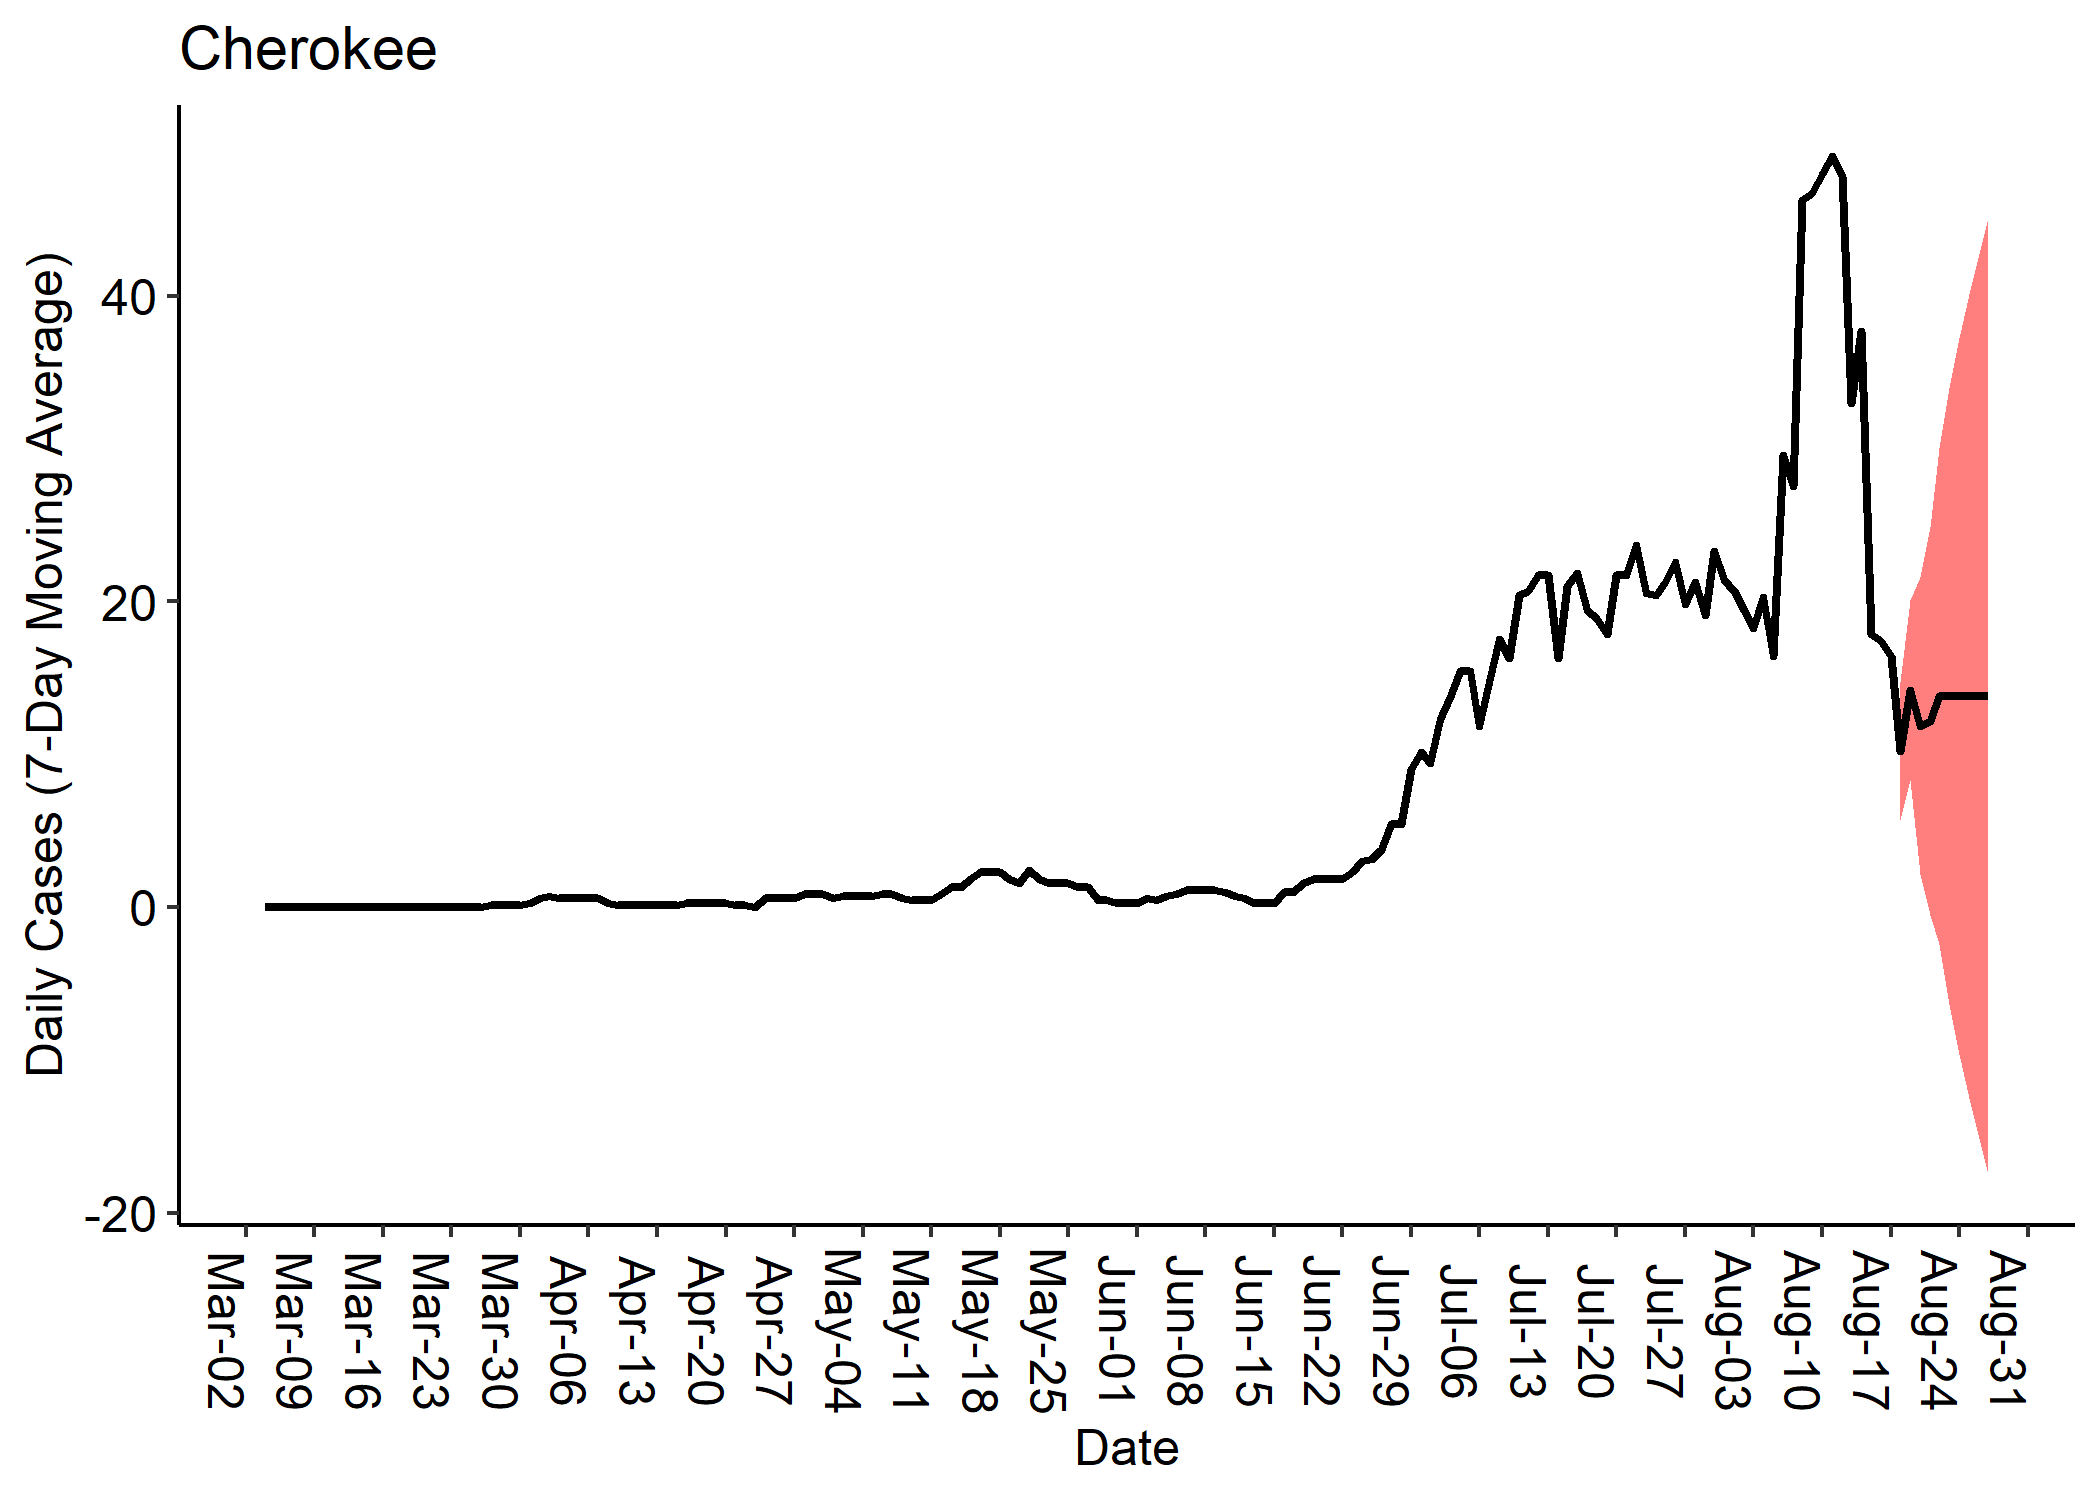 Cherokee
Daily Cases (7-Day Moving Average)
40
20
0
-20
Mar-02
Mar-09
Mar-16
Mar-23
Mar-30
Apr-06
Apr-13
Apr-20
Apr-27
May-04
May-11
May-18
May-25
Jun-01
Jun-08
Jun-15
Jun-22
Jun-29
Jul-06
Jul-13
Jul-20
Jul-27
Aug-03
Aug-10
Aug-17
Aug-24
Aug-31
Date